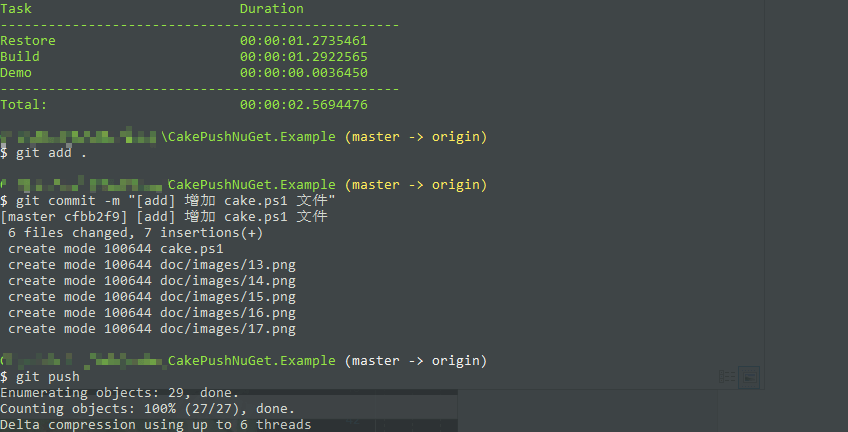 Task Duration
--------------------------------------------------
Restore 00:00:01.2735461
Build 00:00:01.2922565
Demo 00:00:00.0036450
--------------------------------------------------
Total: 00:00:02.5694476
\CakePushNuGet.Example (master -> origin)
$ git add .
CakePushNuGet.Example (master -> origin)
$ git commit -m "[add] 增加 cake.ps1 文件"
[master cfbb2f9] [add] 增加 cake.ps1 文件
6 files changed, 7 insertions(+)
create mode 100644 cake.ps1
create mode 100644 doc/images/13.png
create mode 100644 doc/images/14.png
create mode 100644 doc/images/15.png
create mode 100644 doc/images/16.png
create mode 100644 doc/images/17.png
CakePushNuGet.Example (master -> origin)
$ git push
Enumerating objects: 29, done.
Counting objects: 100% (27/27), done.
Delta compression using up to 6 threads